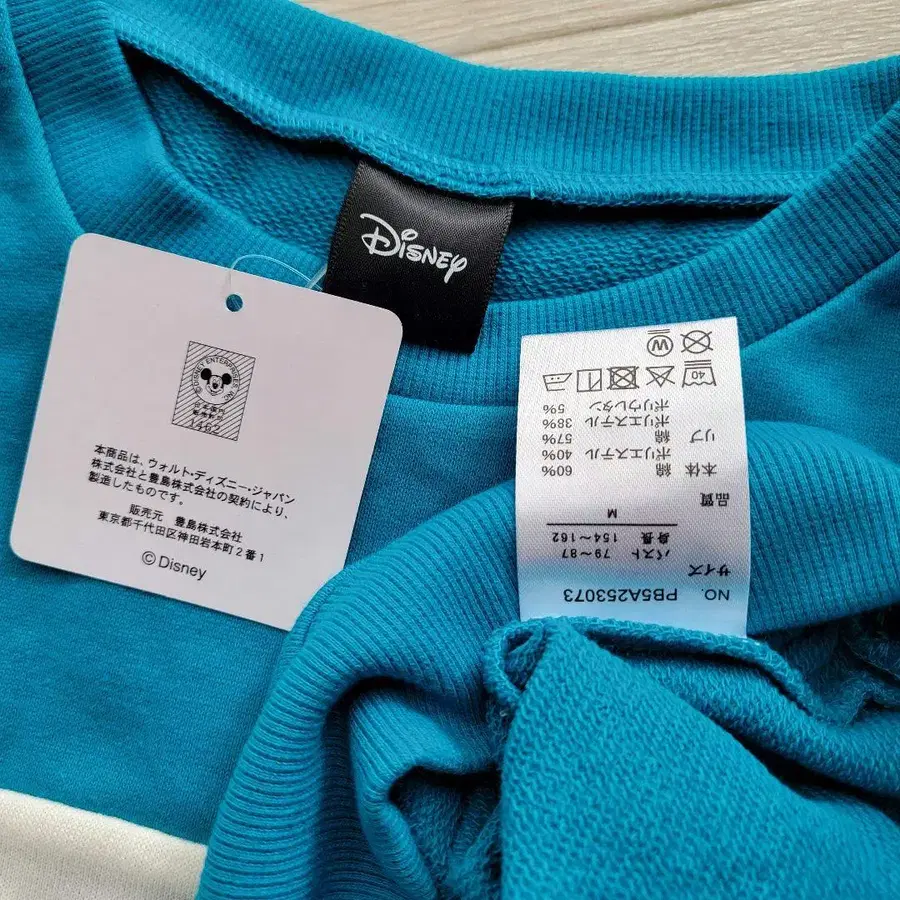 Disney
DISNEY ENTERPRISES, INC.
1462
本商品は、ウォルト・ディズニー・ジャパン
株式会社と豊島株式会社の契約により、
製造したものです。
販売元 豊島株式会社
東京都千代田区神田岩本町2番1
©Disney
NO. PB5A253073
サイズ
バスト 79～87
身長 154～162
M
品質
本体 綿 60%
ポリエステル 40%
リブ 綿 57%
ポリエステル 38%
ポリウレタン 5%
40
W